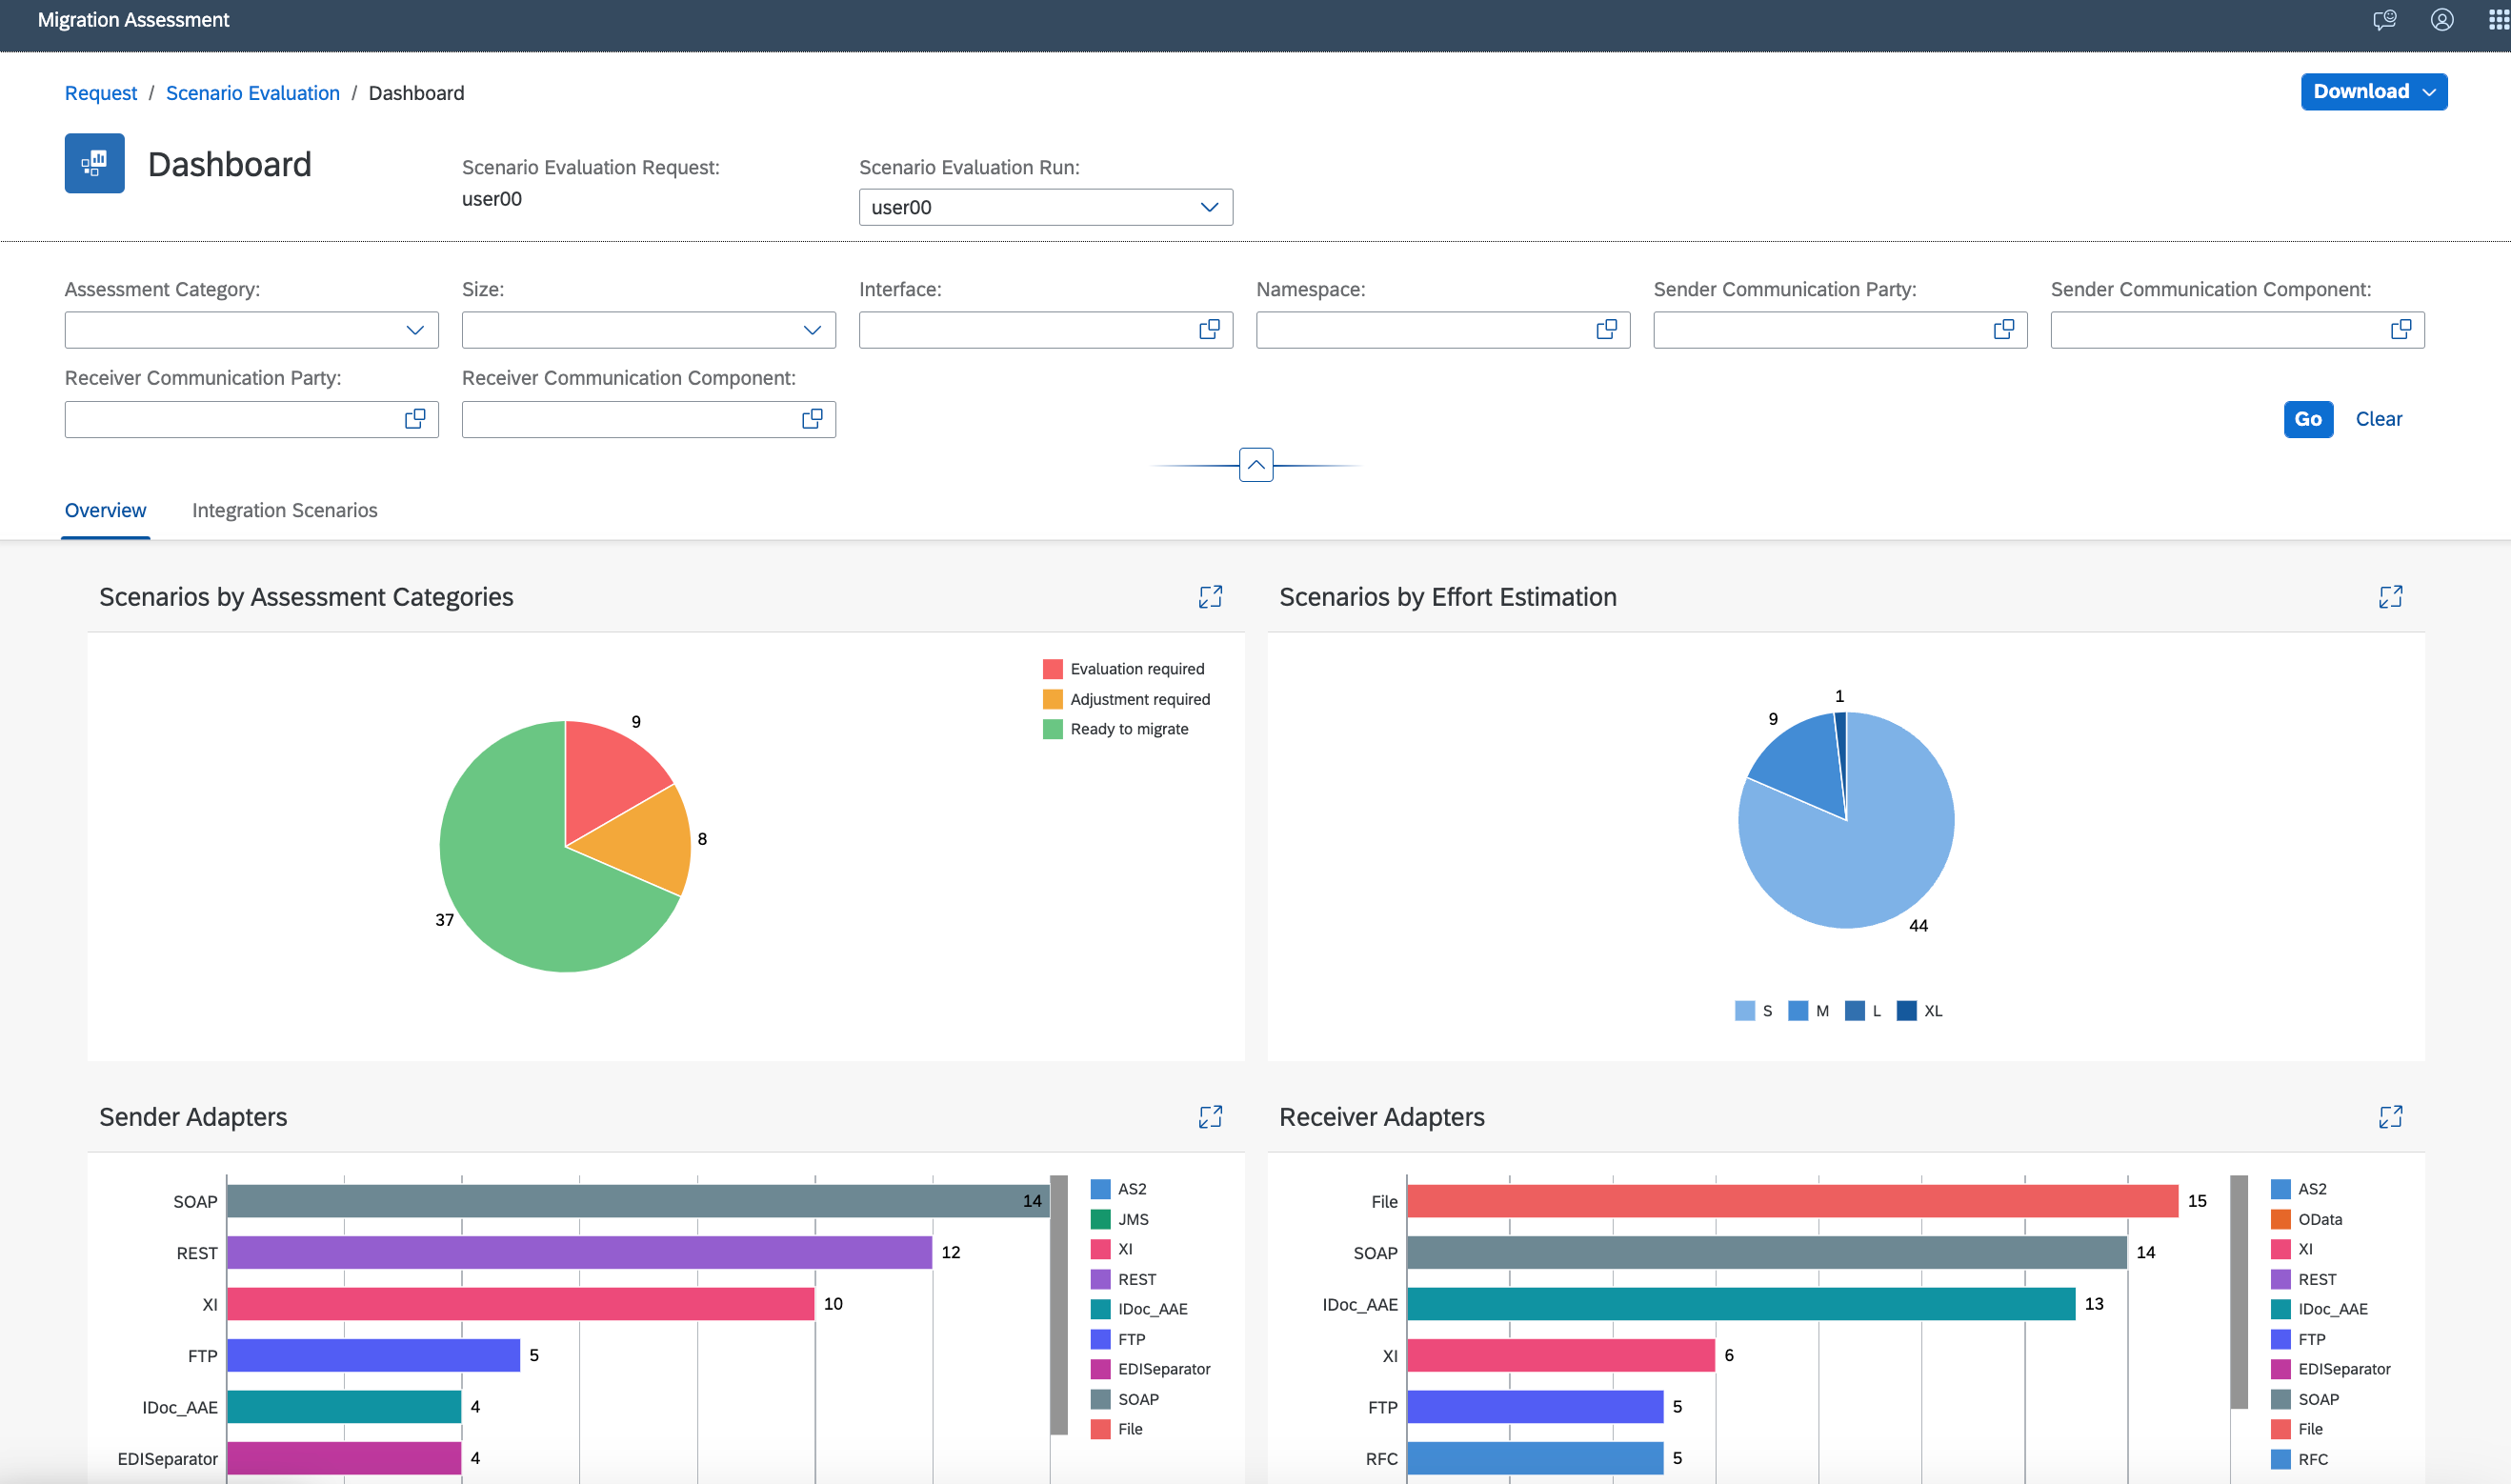 Migration Assessment
Request / Scenario Evaluation / Dashboard
Download
Dashboard
Scenario Evaluation Request:
user00
Scenario Evaluation Run:
user00
Assessment Category:
Size:
Interface:
Namespace:
Sender Communication Party:
Sender Communication Component:
Receiver Communication Party:
Receiver Communication Component:
Go
Clear
Overview
Integration Scenarios
Scenarios by Assessment Categories
Evaluation required
Adjustment required
Ready to migrate
9
8
37
Scenarios by Effort Estimation
1
9
44
S
M
L
XL
Sender Adapters
SOAP 14
REST 12
XI 10
FTP 5
IDoc_AAE 4
EDISeparator 4
AS2
JMS
XI
REST
IDoc_AAE
FTP
EDISeparator
SOAP
File
Receiver Adapters
File 15
SOAP 14
IDoc_AAE 13
XI 6
FTP 5
RFC 5
AS2
OData
XI
REST
IDoc_AAE
FTP
EDISeparator
SOAP
File
RFC